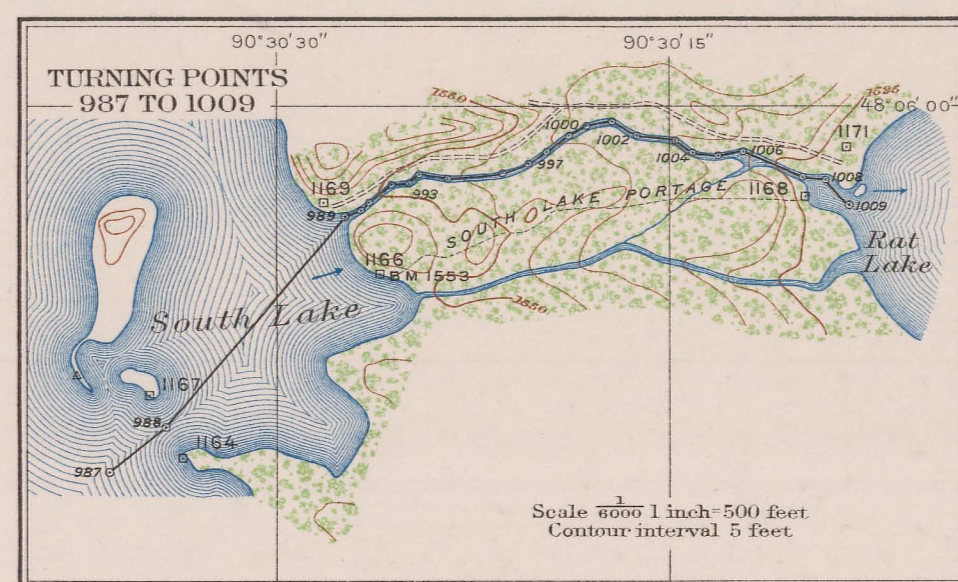 90°30′30″
90°30′15″
TURNING POINTS
987 TO 1009
48°06′00″
1550
1525
1000
1002
1171
997
1004
1006
993
1169
989
1168
1008
1009
SOUTH LAKE PORTAGE
1166
BM 1553
Rat
Lake
South Lake
1550
1167
988
1164
987
Scale 1/6000 1 inch=500 feet
Contour interval 5 feet